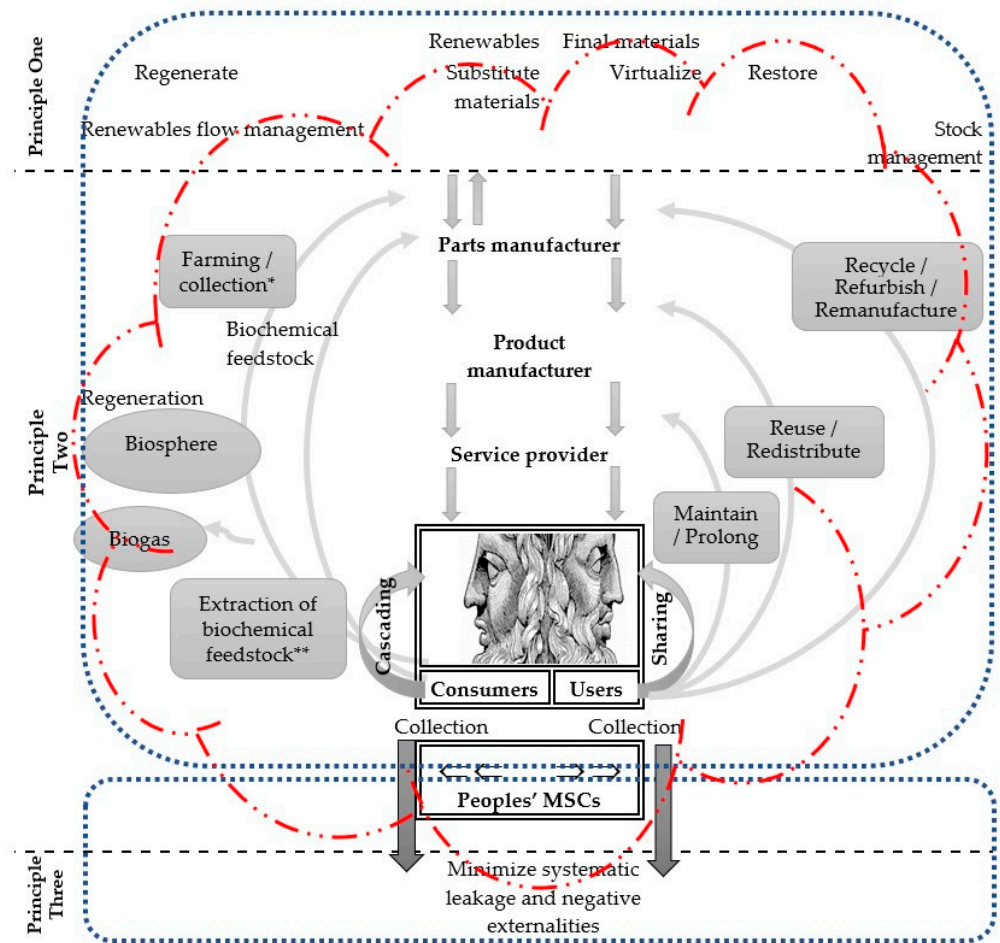 Principle One
Regenerate
Renewables
Substitute
materials
Final materials
Virtualize
Restore
Renewables flow management
Stock
management
Principle
Two
Parts manufacturer
Farming /
collection*
Biochemical
feedstock
Recycle /
Refurbish /
Remanufacture
Product
manufacturer
Regeneration
Biosphere
Reuse /
Redistribute
Service provider
Biogas
Maintain
/ Prolong
Extraction of
biochemical
feedstock**
Cascading
Sharing
Consumers
Users
Collection
Collection
Peoples' MSCs
Principle
Three
Minimize systematic
leakage and negative
externalities